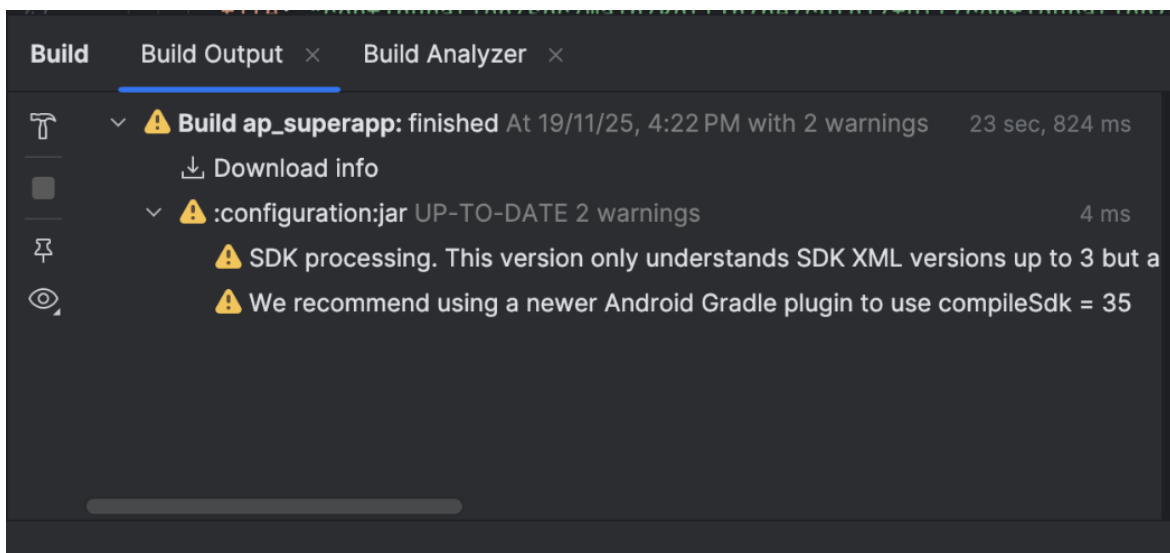 Build Build Output Build Analyzer
Build ap_superapp: finished At 19/11/25, 4:22 PM with 2 warnings 23 sec, 824 ms
Download info
:configuration:jar UP-TO-DATE 2 warnings 4 ms
SDK processing. This version only understands SDK XML versions up to 3 but a
We recommend using a newer Android Gradle plugin to use compileSdk = 35